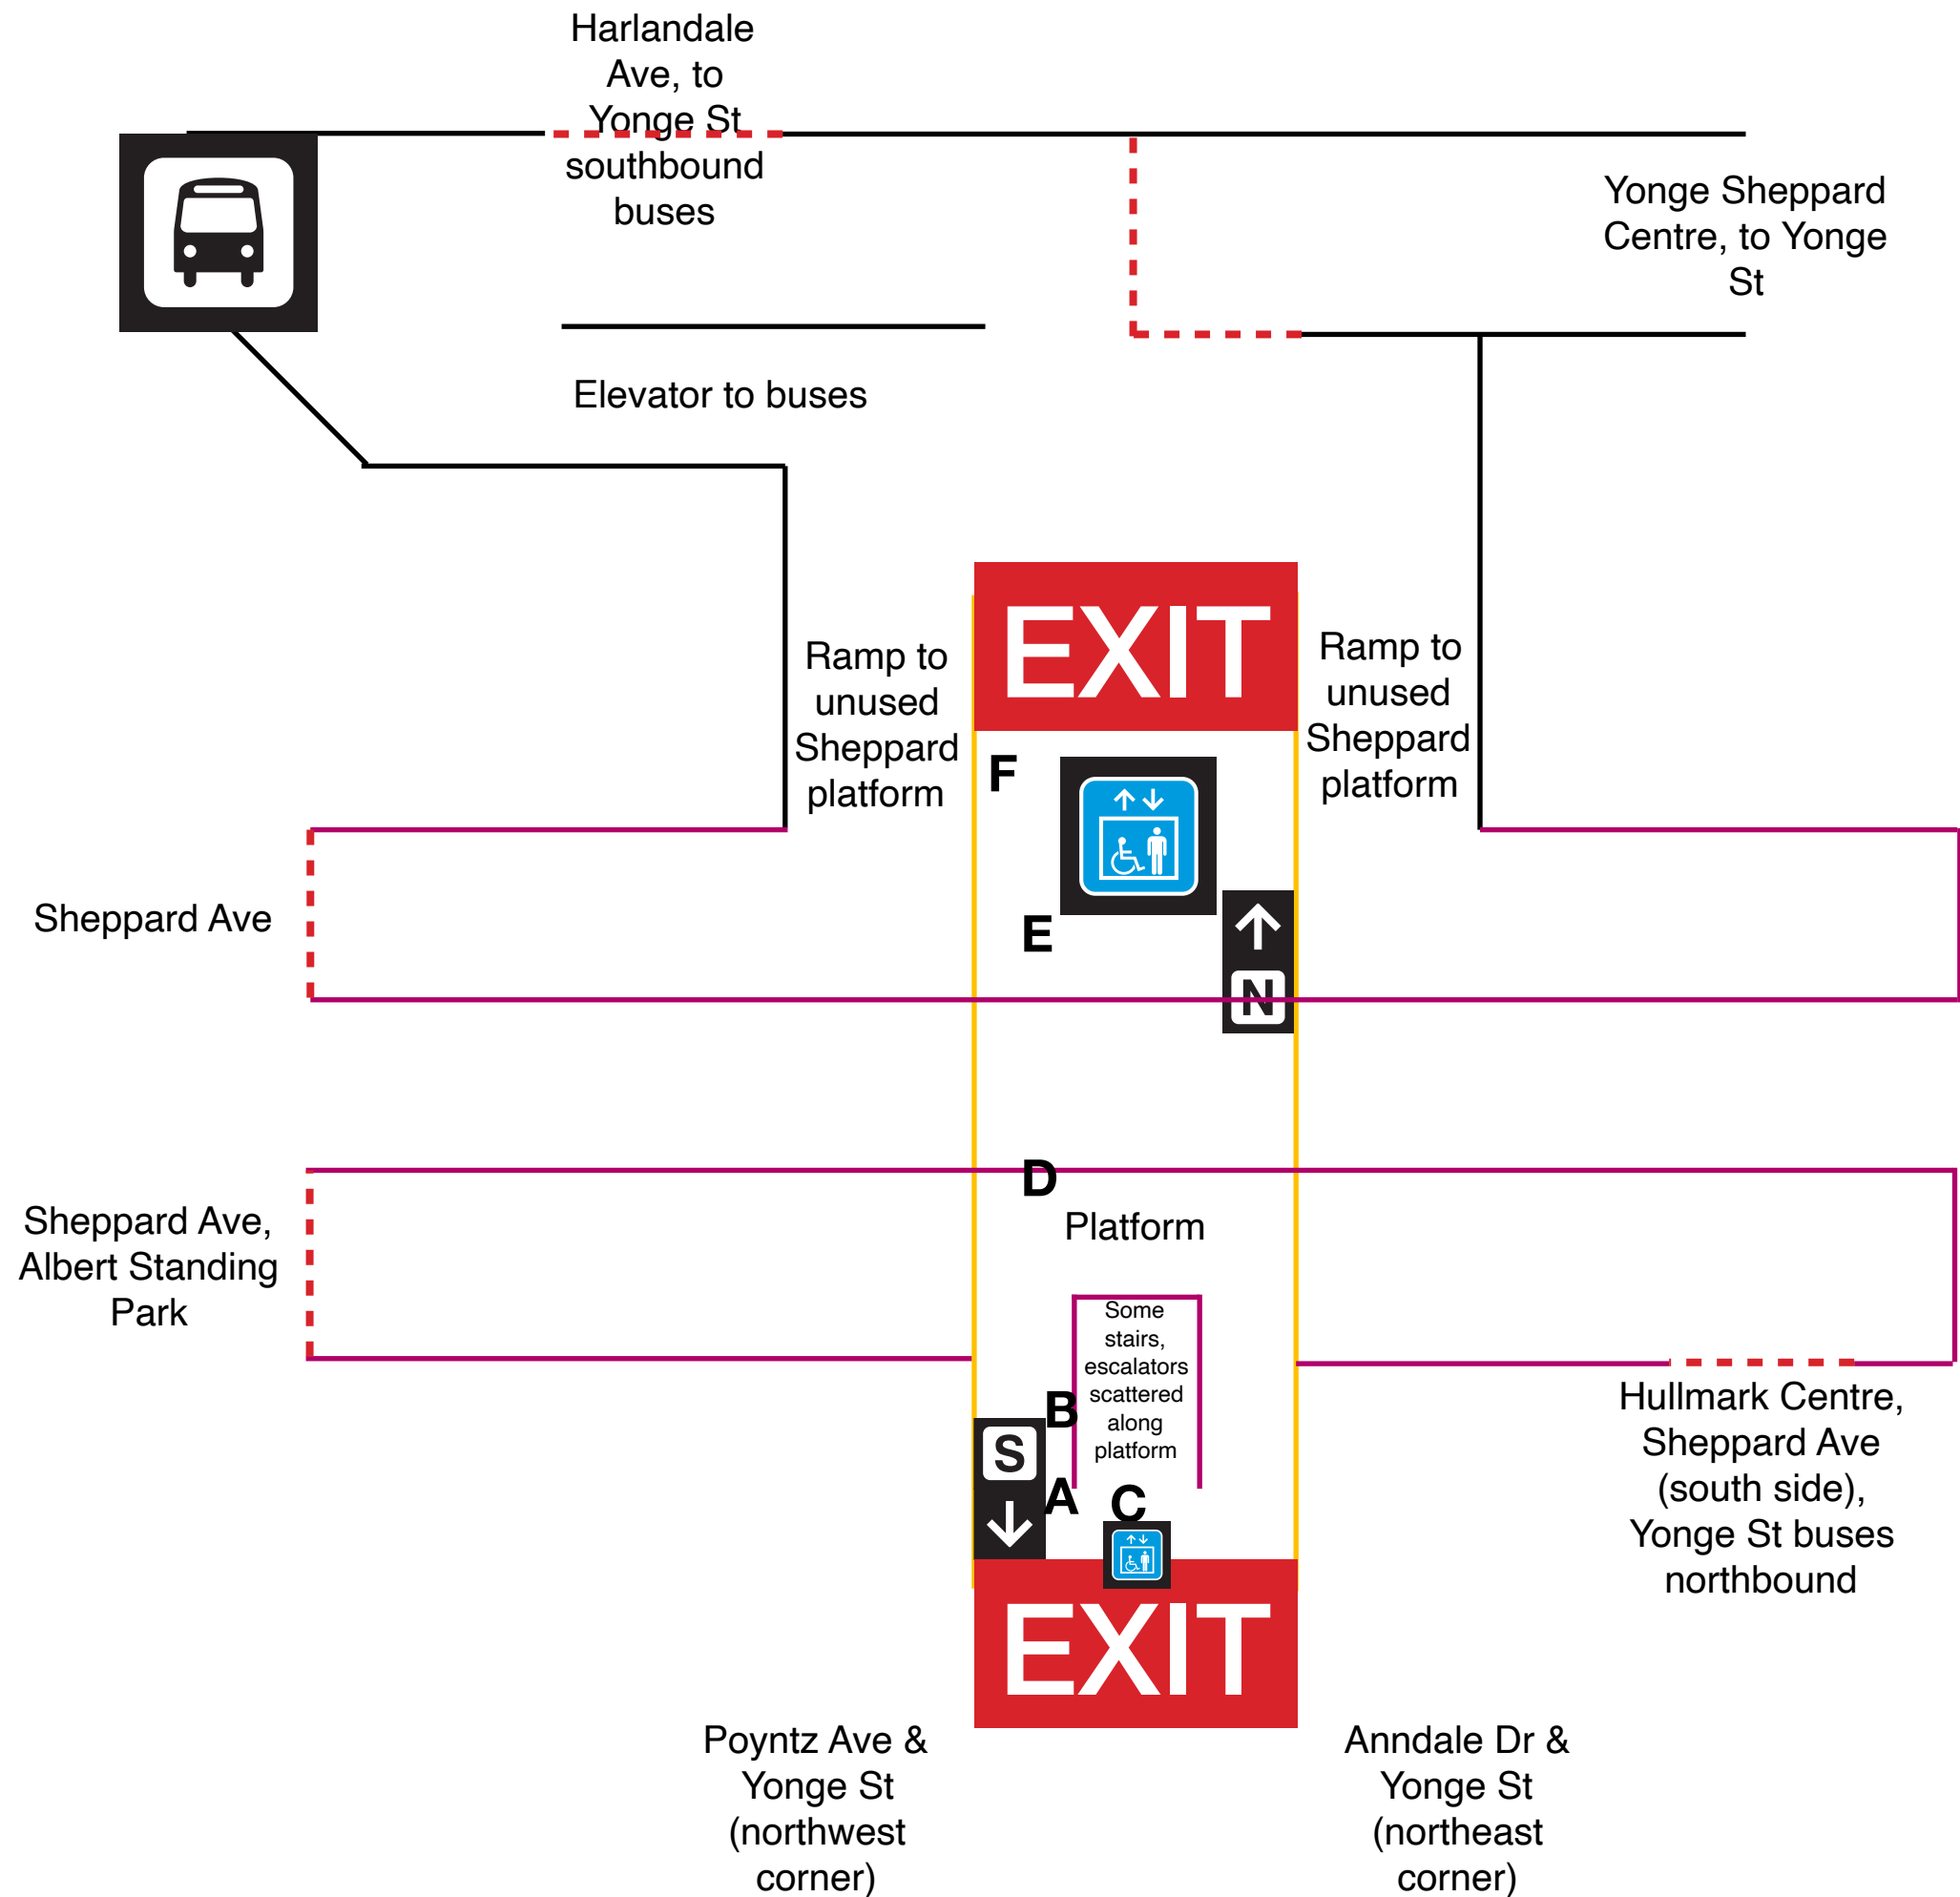 Harlandale
Ave, to
Yonge St
southbound
buses
Yonge Sheppard
Centre, to Yonge
St
Elevator to buses
EXIT
Ramp to
unused
Sheppard
platform
Ramp to
unused
Sheppard
platform
F
Sheppard Ave
E
N
D
Platform
Sheppard Ave,
Albert Standing
Park
Some
stairs,
escalators
scattered
along
platform
B
S
A
C
Hullmark Centre,
Sheppard Ave
(south side),
Yonge St buses
northbound
EXIT
Poyntz Ave &
Yonge St
(northwest
corner)
Anndale Dr &
Yonge St
(northeast
corner)